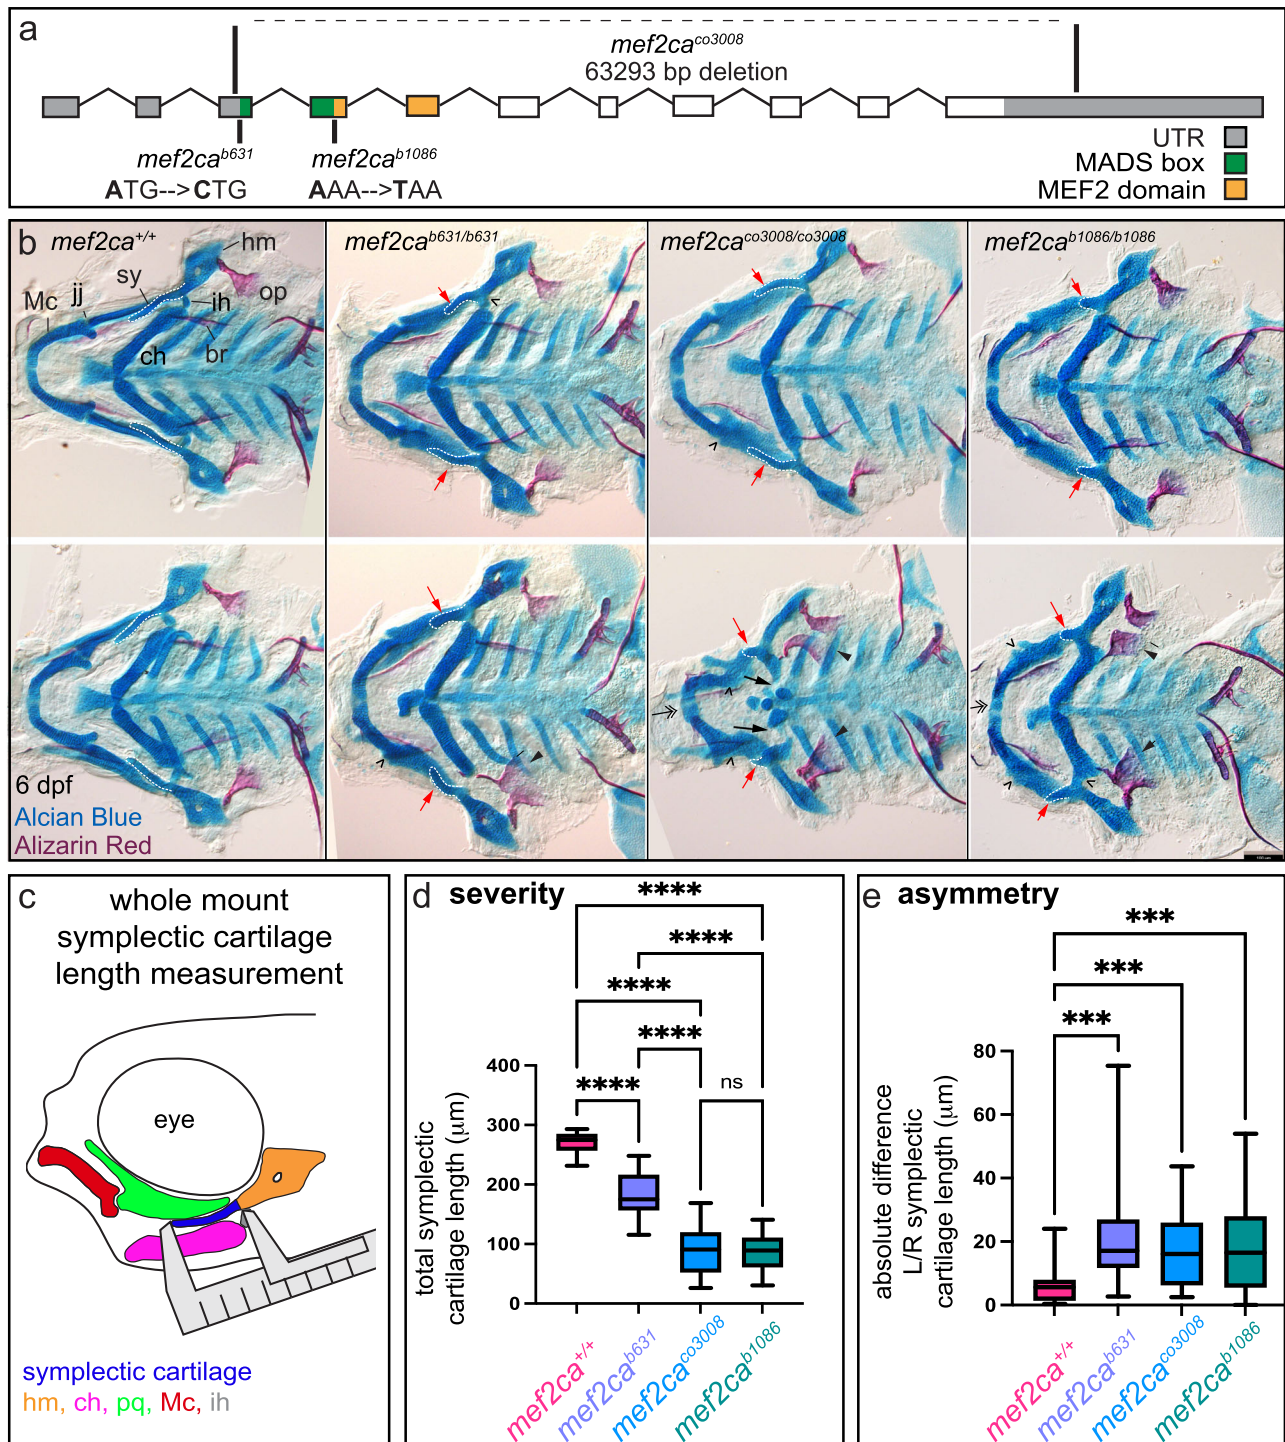 a
mef2ca^co3008
63293 bp deletion
mef2ca^b631
ATG-->CTG
mef2ca^b1086
AAA-->TAA
UTR
MADS box
MEF2 domain
b
mef2ca^+/+
mef2ca^b631/b631
mef2ca^co3008/co3008
mef2ca^b1086/b1086
hm
sy
Mc
jj
ih
op
ch
br
6 dpf
Alcian Blue
Alizarin Red
c
whole mount
symplectic cartilage
length measurement
eye
symplectic cartilage
hm, ch, pq, Mc, ih
d severity
****
****
****
****
****
ns
total symplectic
cartilage length (μm)
400
300
200
100
0
mef2ca^+/+
mef2ca^b631
mef2ca^co3008
mef2ca^b1086
e asymmetry
***
***
***
absolute difference
L/R symplectic
cartilage length (μm)
80
60
40
20
0
mef2ca^+/+
mef2ca^b631
mef2ca^co3008
mef2ca^b1086